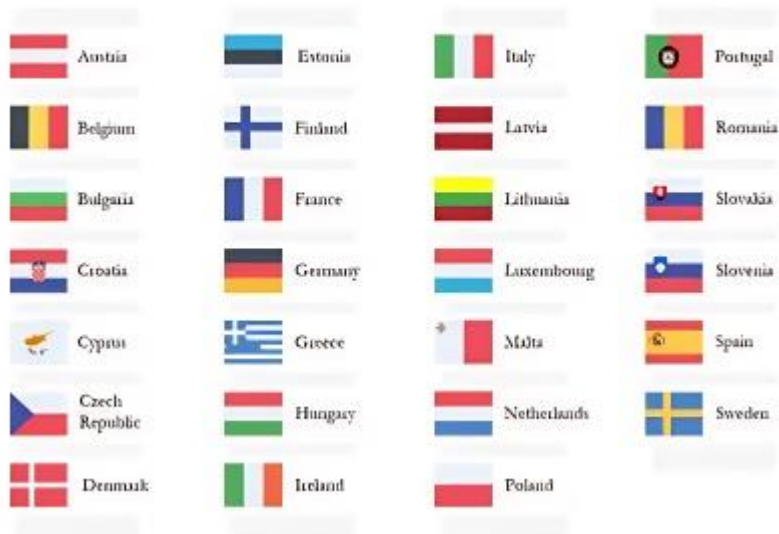 Austria
Belgium
Bulgaria
Croatia
Cyprus
Czech
Republic
Denmark
Estonia
Finland
France
Germany
Greece
Hungary
Ireland
Italy
Latvia
Lithuania
Luxembourg
Malta
Netherlands
Poland
Portugal
Romania
Slovakia
Slovenia
Spain
Sweden